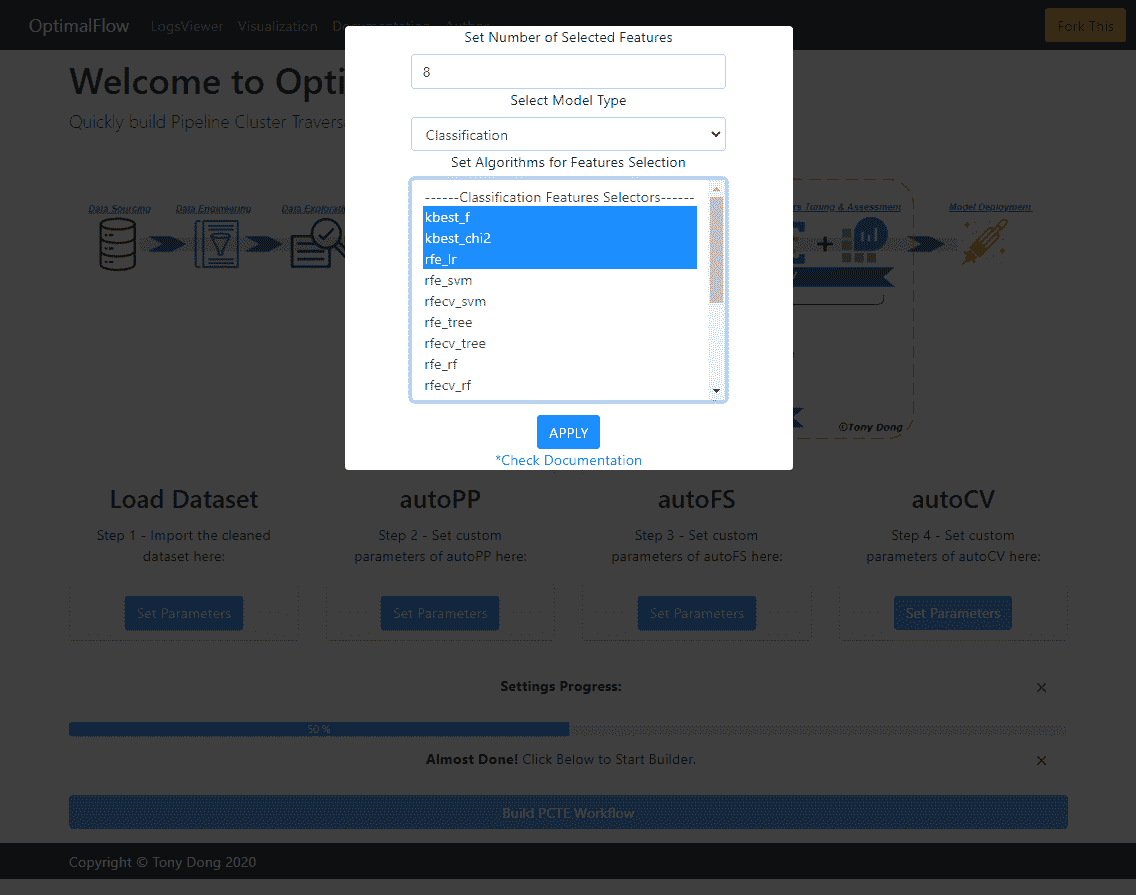 OptimalFlow LogsViewer Visualization Documentation Author Fork This
Set Number of Selected Features
8
Select Model Type
Classification
Set Algorithms for Features Selection
------Classification Features Selectors------
kbest_f
kbest_chi2
rfe_lr
rfe_svm
rfecv_svm
rfe_tree
rfecv_tree
rfe_rf
rfecv_rf
APPLY
*Check Documentation
Welcome to Opti
Quickly build Pipeline Cluster Travers
Data Sourcing Data Engineering Data Exploratio
Tuning & Assessment Model Deployment
©Tony Dong
Load Dataset autoPP autoFS autoCV
Step 1 - Import the cleaned Step 2 - Set custom Step 3 - Set custom Step 4 - Set custom
dataset here: parameters of autoPP here: parameters of autoFS here: parameters of autoCV here:
Set Parameters Set Parameters Set Parameters Set Parameters
Settings Progress: ×
50 %
Almost Done! Click Below to Start Builder. ×
Build PCTE Workflow
Copyright © Tony Dong 2020